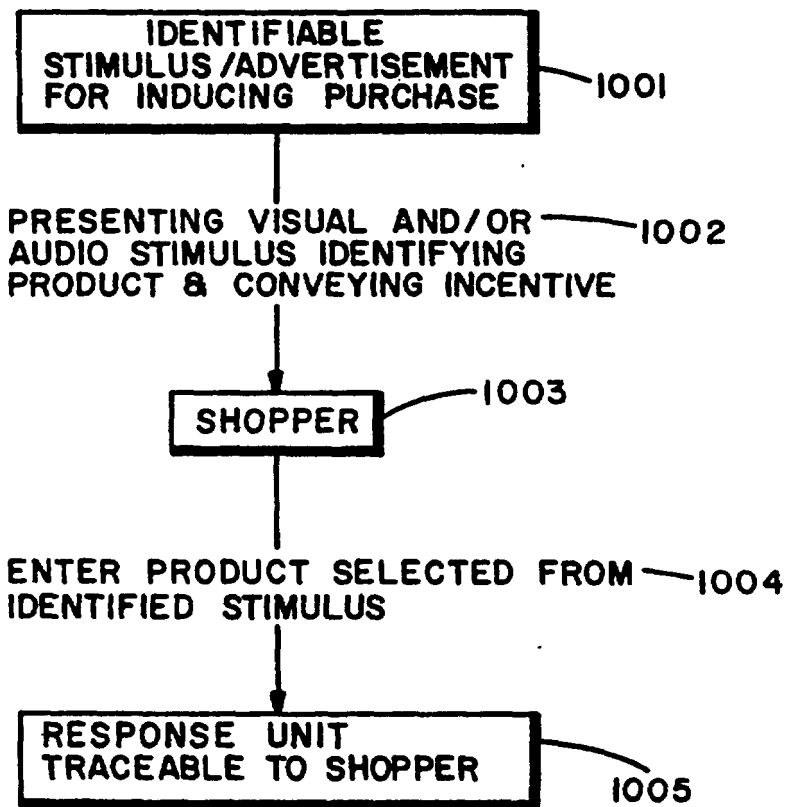 IDENTIFIABLE
STIMULUS/ADVERTISEMENT
FOR INDUCING PURCHASE
1001
PRESENTING VISUAL AND/OR
AUDIO STIMULUS IDENTIFYING
PRODUCT & CONVEYING INCENTIVE
1002
SHOPPER
1003
ENTER PRODUCT SELECTED FROM
IDENTIFIED STIMULUS
1004
RESPONSE UNIT
TRACEABLE TO SHOPPER
1005